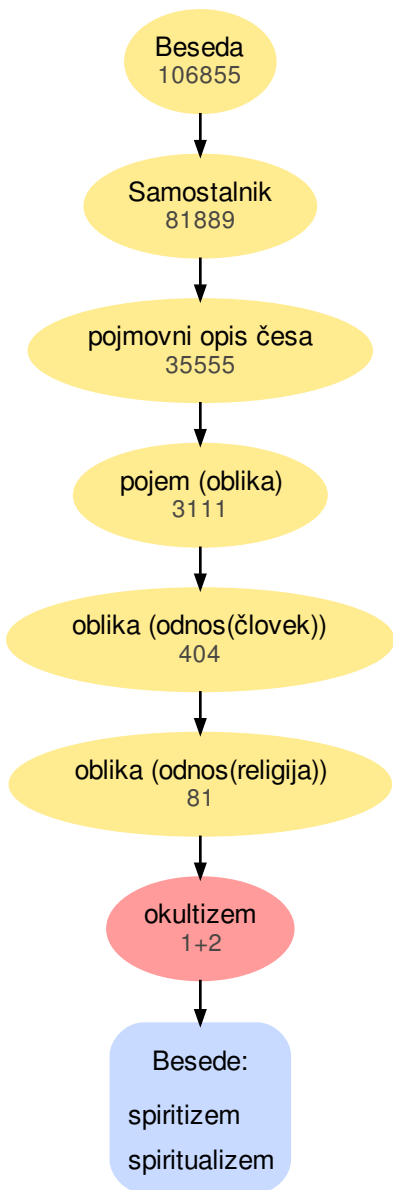 Beseda
106855
Samostalnik
81889
pojmovni opis česa
35555
pojem (oblika)
3111
oblika (odnos(človek))
404
oblika (odnos(religija))
81
okultizem
1+2
Besede:
spiritizem
spiritualizem